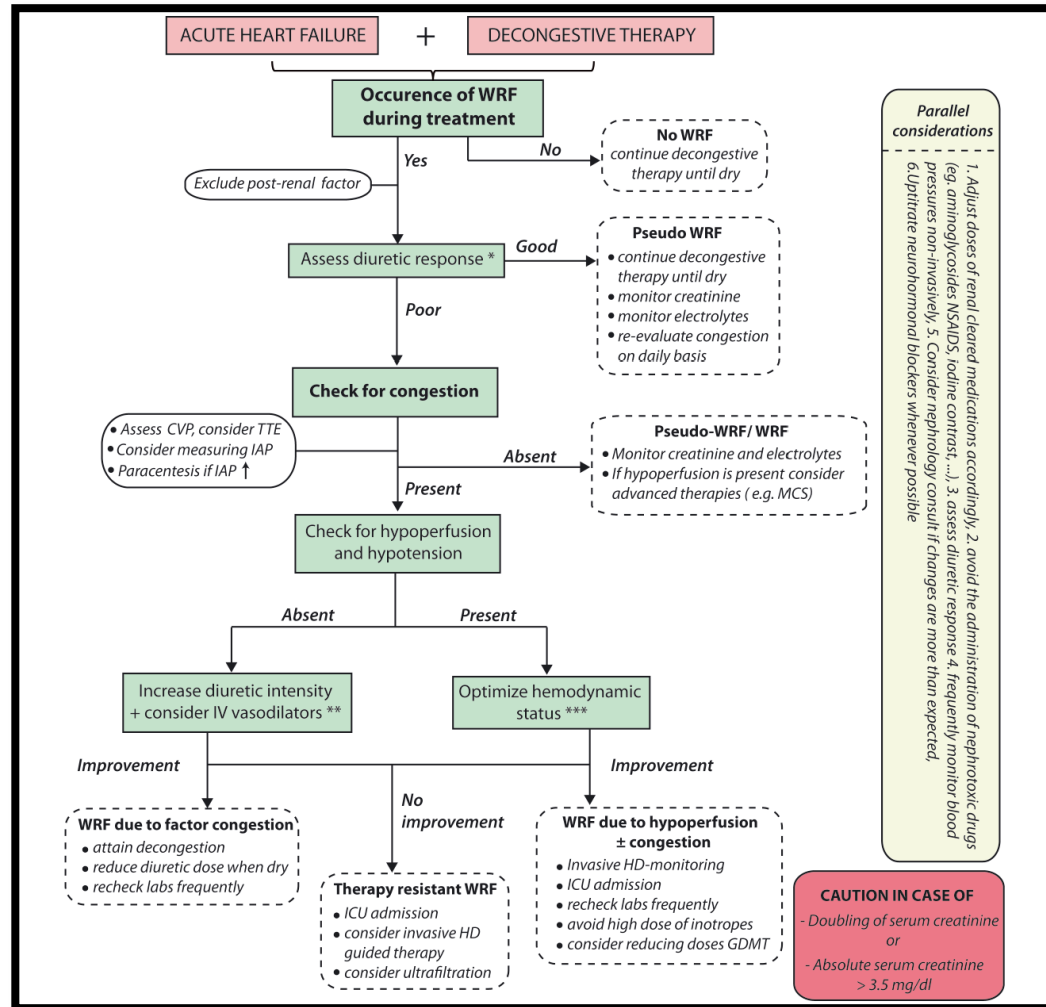 ACUTE HEART FAILURE
+
DECONGESTIVE THERAPY
Occurence of WRF
during treatment
No
No WRF
continue decongestive
therapy until dry
Yes
Exclude post-renal factor
Assess diuretic response *
Good
Pseudo WRF
• continue decongestive
therapy until dry
• monitor creatinine
• monitor electrolytes
• re-evaluate congestion
on daily basis
Poor
Check for congestion
• Assess CVP, consider TTE
• Consider measuring IAP
• Paracentesis if IAP ↑
Absent
Pseudo-WRF/ WRF
• Monitor creatinine and electrolytes
• If hypoperfusion is present consider
advanced therapies ( e.g. MCS)
Present
Check for hypoperfusion
and hypotension
Absent
Present
Increase diuretic intensity
+ consider IV vasodilators **
Optimize hemodynamic
status ***
Improvement
No
improvement
Improvement
WRF due to factor congestion
• attain decongestion
• reduce diuretic dose when dry
• recheck labs frequently
Therapy resistant WRF
• ICU admission
• consider invasive HD
guided therapy
• consider ultrafiltration
WRF due to hypoperfusion
± congestion
• Invasive HD-monitoring
• ICU admission
• recheck labs frequently
• avoid high dose of inotropes
• consider reducing doses GDMT
Parallel
considerations
1. Adjust doses of renal cleared medications accordingly, 2. avoid the administration of nephrotoxic drugs
(eg. aminoglycosides NSAIDS, iodine contrast, ...), 3. assess diuretic response 4. frequently monitor blood
pressures non-invasively, 5. Consider nephrology consult if changes are more than expected,
6.Uptitrate neurohormonal blockers whenever possible
CAUTION IN CASE OF
- Doubling of serum creatinine
or
- Absolute serum creatinine
> 3.5 mg/dl